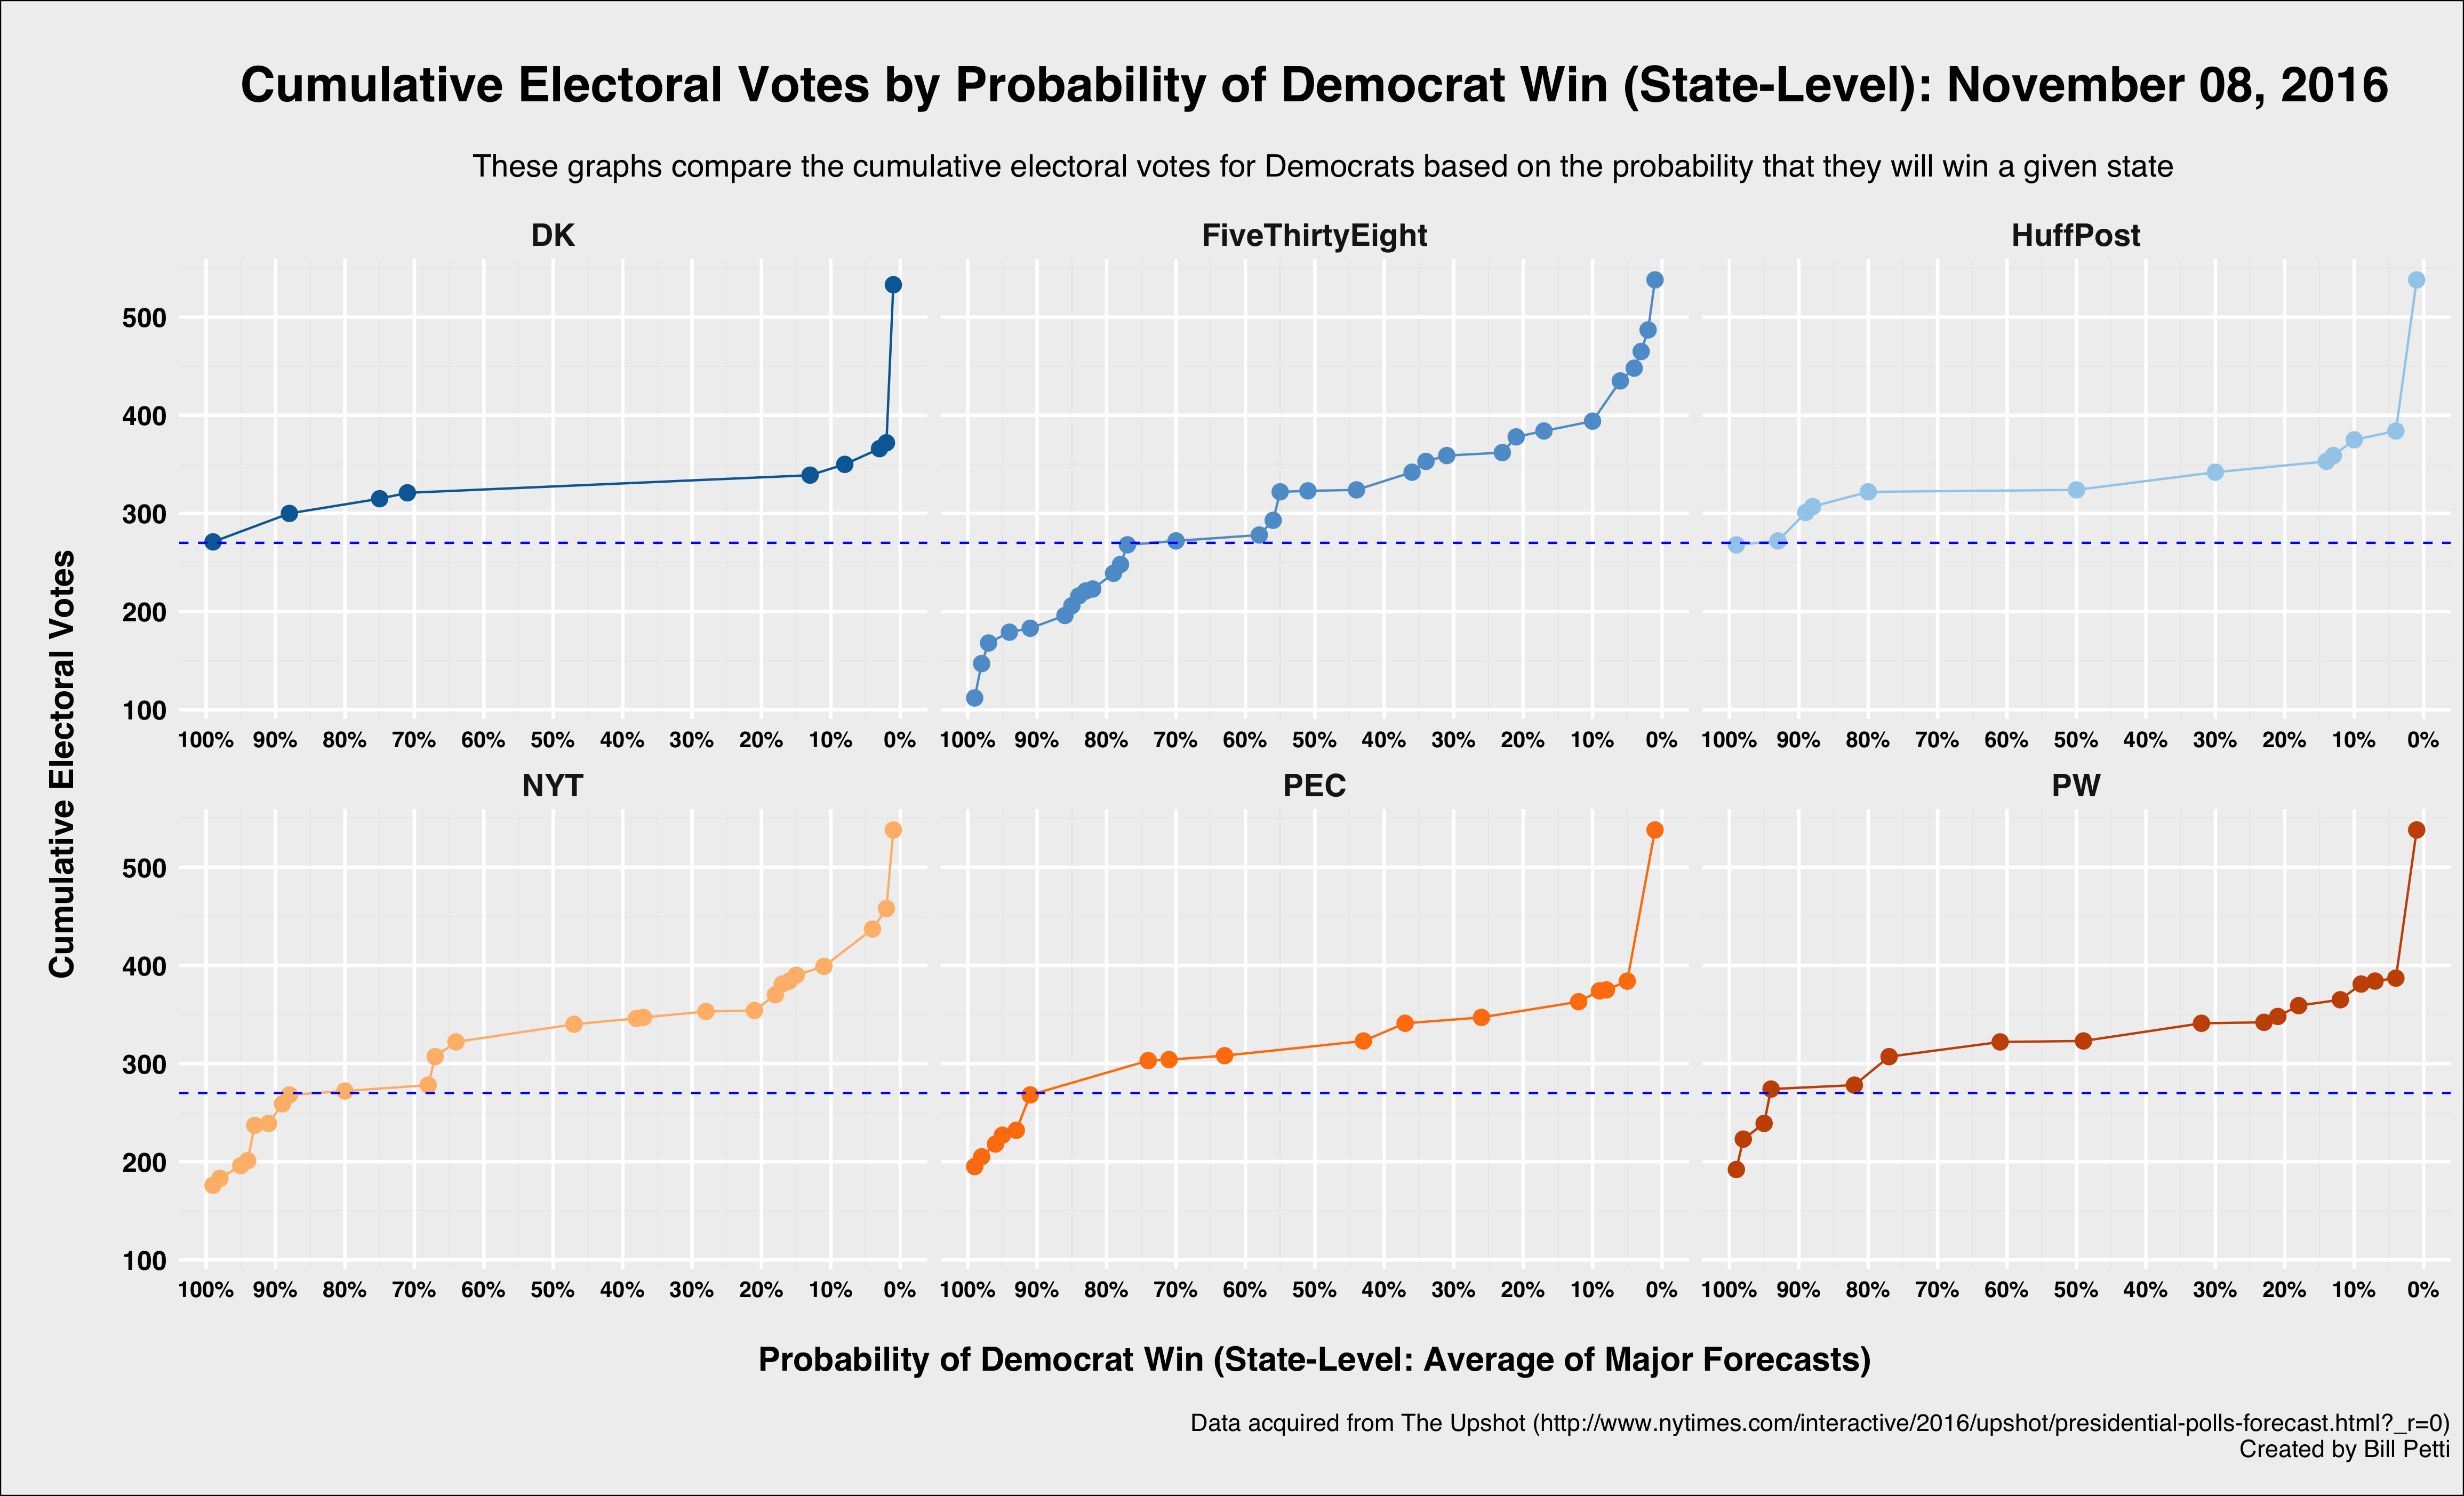 Cumulative Electoral Votes by Probability of Democrat Win (State-Level): November 08, 2016
These graphs compare the cumulative electoral votes for Democrats based on the probability that they will win a given state
DK
FiveThirtyEight
HuffPost
500
400
300
200
100
100% 90% 80% 70% 60% 50% 40% 30% 20% 10% 0%
100% 90% 80% 70% 60% 50% 40% 30% 20% 10% 0%
100% 90% 80% 70% 60% 50% 40% 30% 20% 10% 0%
Cumulative Electoral Votes
NYT
PEC
PW
500
400
300
200
100
100% 90% 80% 70% 60% 50% 40% 30% 20% 10% 0%
100% 90% 80% 70% 60% 50% 40% 30% 20% 10% 0%
100% 90% 80% 70% 60% 50% 40% 30% 20% 10% 0%
Probability of Democrat Win (State-Level: Average of Major Forecasts)
Data acquired from The Upshot (http://www.nytimes.com/interactive/2016/upshot/presidential-polls-forecast.html?_r=0)
Created by Bill Petti